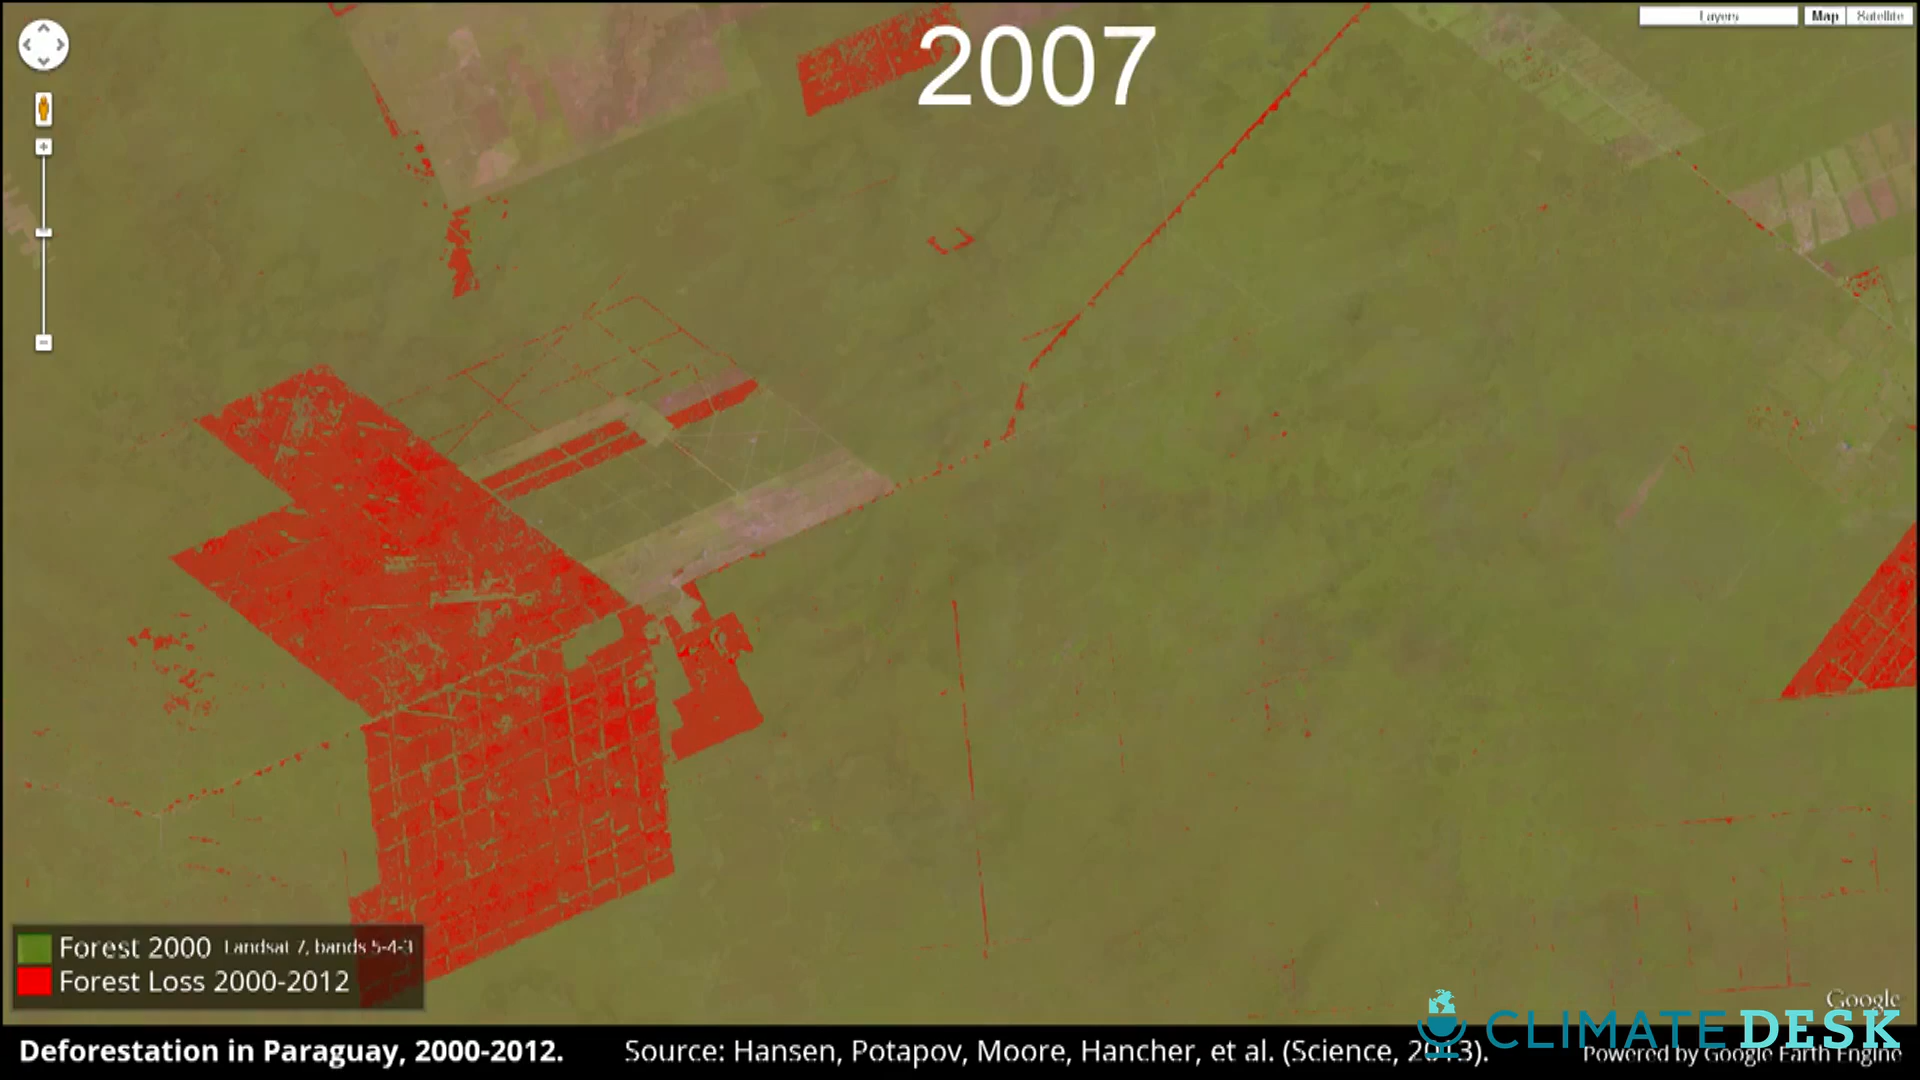 2007
Layers
Map
Satellite
Forest 2000 Landsat 7, bands 5-4-3
Forest Loss 2000-2012
Google
CLIMATE DESK
Deforestation in Paraguay, 2000-2012.
Source: Hansen, Potapov, Moore, Hancher, et al. (Science, 2013).
Powered by Google Earth Engine